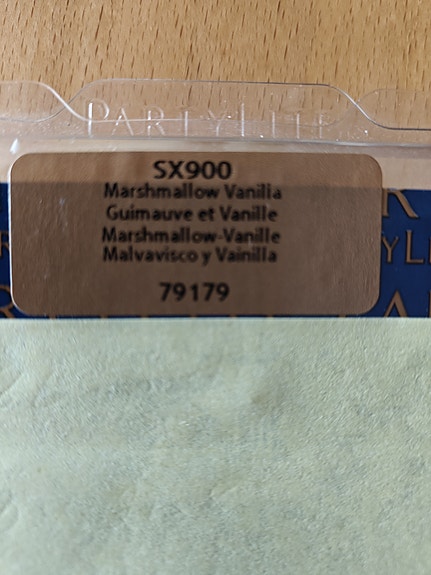 PARTYLITE
SX900
Marshmallow Vanilla
Guimauve et Vanille
Marshmallow-Vanille
Malvavisco y Vainilla
79179